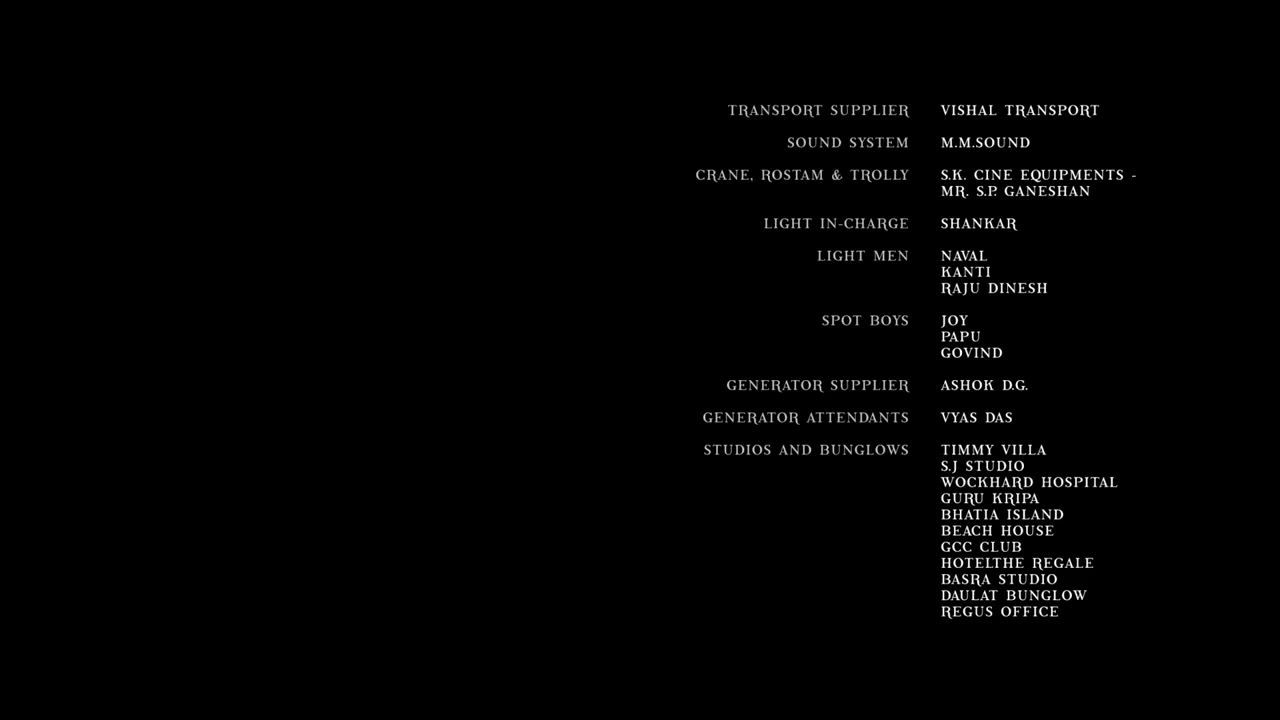 TRANSPORT SUPPLIER VISHAL TRANSPORT
SOUND SYSTEM M.M.SOUND
CRANE, ROSTAM & TROLLY S.K. CINE EQUIPMENTS -
MR. S.P. GANESHAN
LIGHT IN-CHARGE SHANKAR
LIGHT MEN NAVAL
KANTI
RAJU DINESH
SPOT BOYS JOY
PAPU
GOVIND
GENERATOR SUPPLIER ASHOK D.G.
GENERATOR ATTENDANTS VYAS DAS
STUDIOS AND BUNGLOWS TIMMY VILLA
S.J STUDIO
WOCKHARD HOSPITAL
GURU KRIPA
BHATIA ISLAND
BEACH HOUSE
GCC CLUB
HOTELTHE REGALE
BASRA STUDIO
DAULAT BUNGLOW
REGUS OFFICE